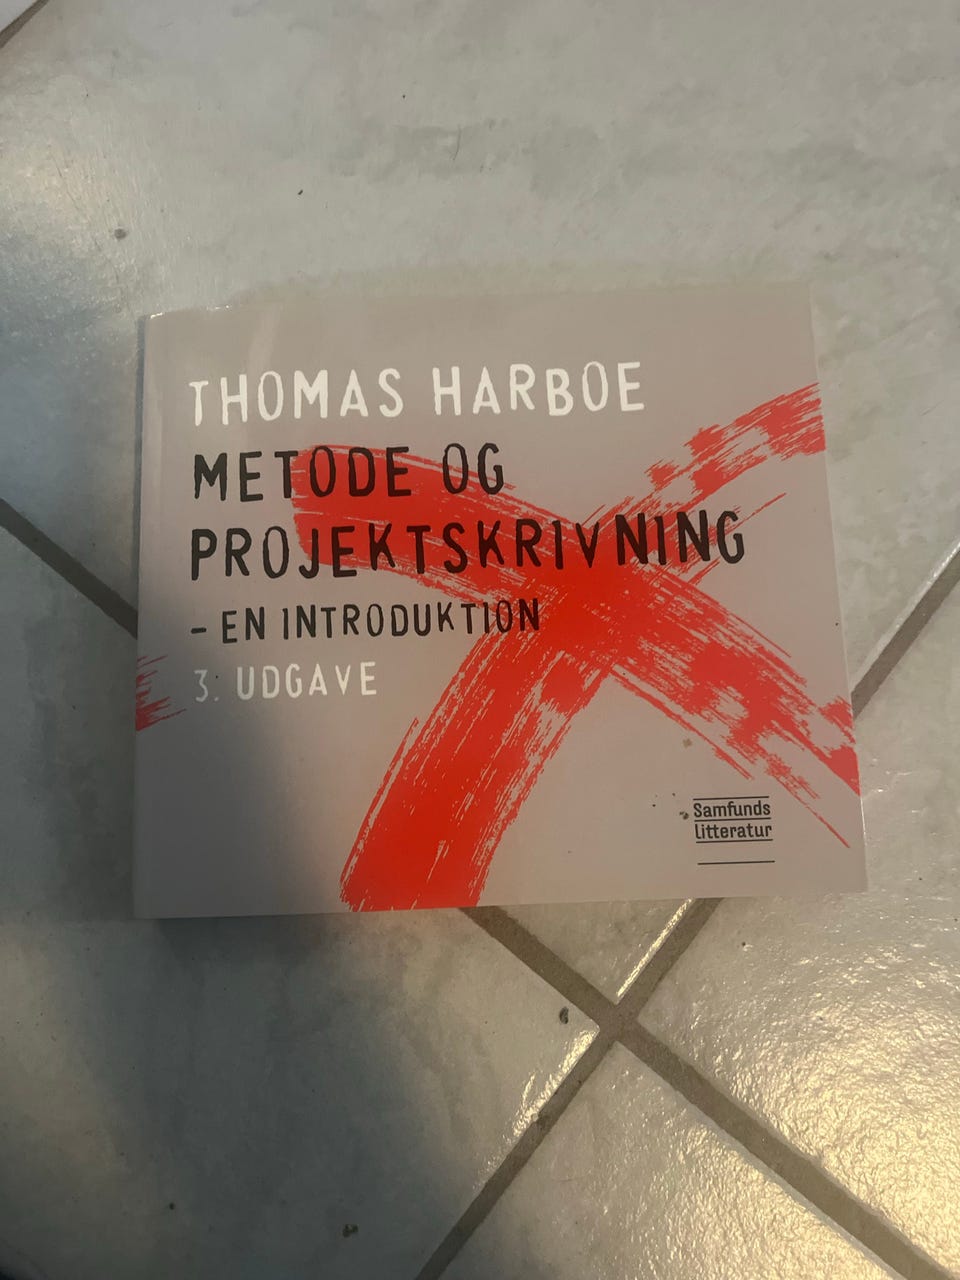 THOMAS HARBOE
METODE OG
PROJEKTSKRIVNING
- EN INTRODUKTION
3. UDGAVE
Samfunds
litteratur